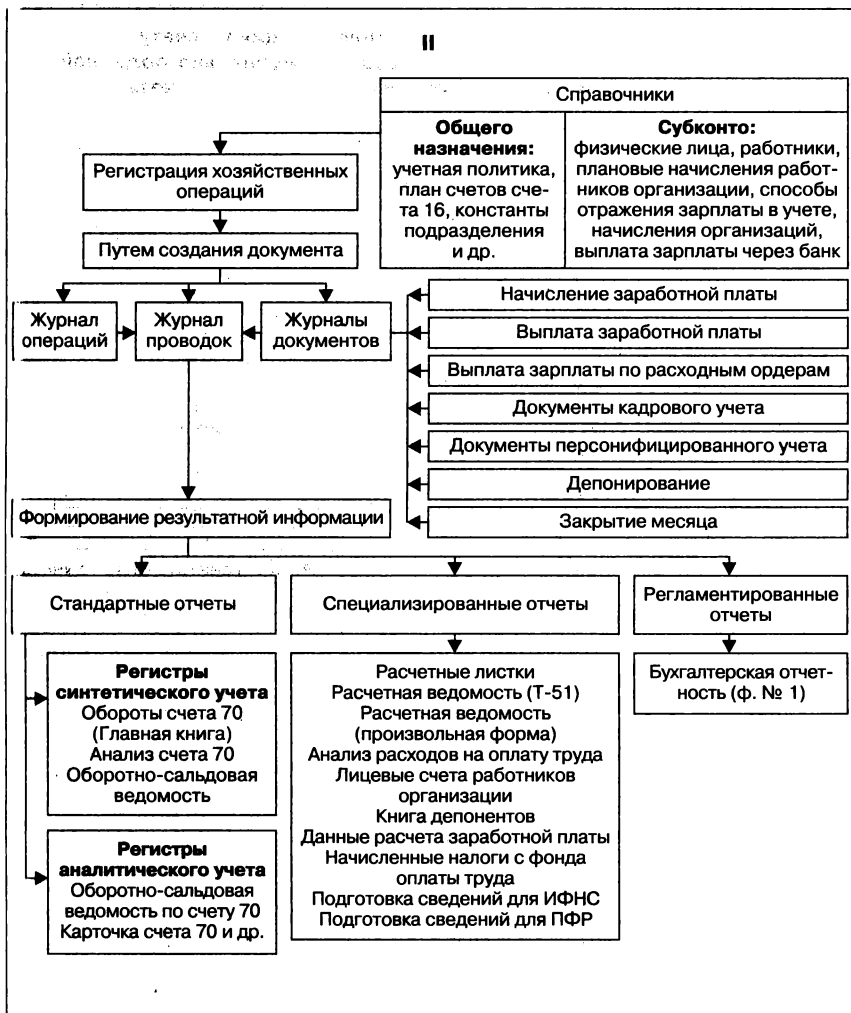 II
Справочники
Общего
назначения:
учетная политика,
план счетов сче-
та 16, константы
подразделения
и др.
Субконто:
физические лица, работники,
плановые начисления работ-
ников организации, способы
отражения зарплаты в учете,
начисления организаций,
выплата зарплаты через банк
Регистрация хозяйственных
операций
Путем создания документа
Журнал
операций
Журнал
проводок
Журналы
документов
Начисление заработной платы
Выплата заработной платы
Выплата зарплаты по расходным ордерам
Документы кадрового учета
Документы персонифицированного учета
Депонирование
Закрытие месяца
Формирование результатной информации
Стандартные отчеты
Специализированные отчеты
Регламентированные
отчеты
Регистры
синтетического учета
Обороты счета 70
(Главная книга)
Анализ счета 70
Оборотно-сальдовая
ведомость
Регистры
аналитического учета
Оборотно-сальдовая
ведомость по счету 70
Карточка счета 70 и др.
Расчетные листки
Расчетная ведомость (Т-51)
Расчетная ведомость
(произвольная форма)
Анализ расходов на оплату труда
Лицевые счета работников
организации
Книга депонентов
Данные расчета заработной платы
Начисленные налоги с фонда
оплаты труда
Подготовка сведений для ИФНС
Подготовка сведений для ПФР
Бухгалтерская отчет-
ность (ф. № 1)